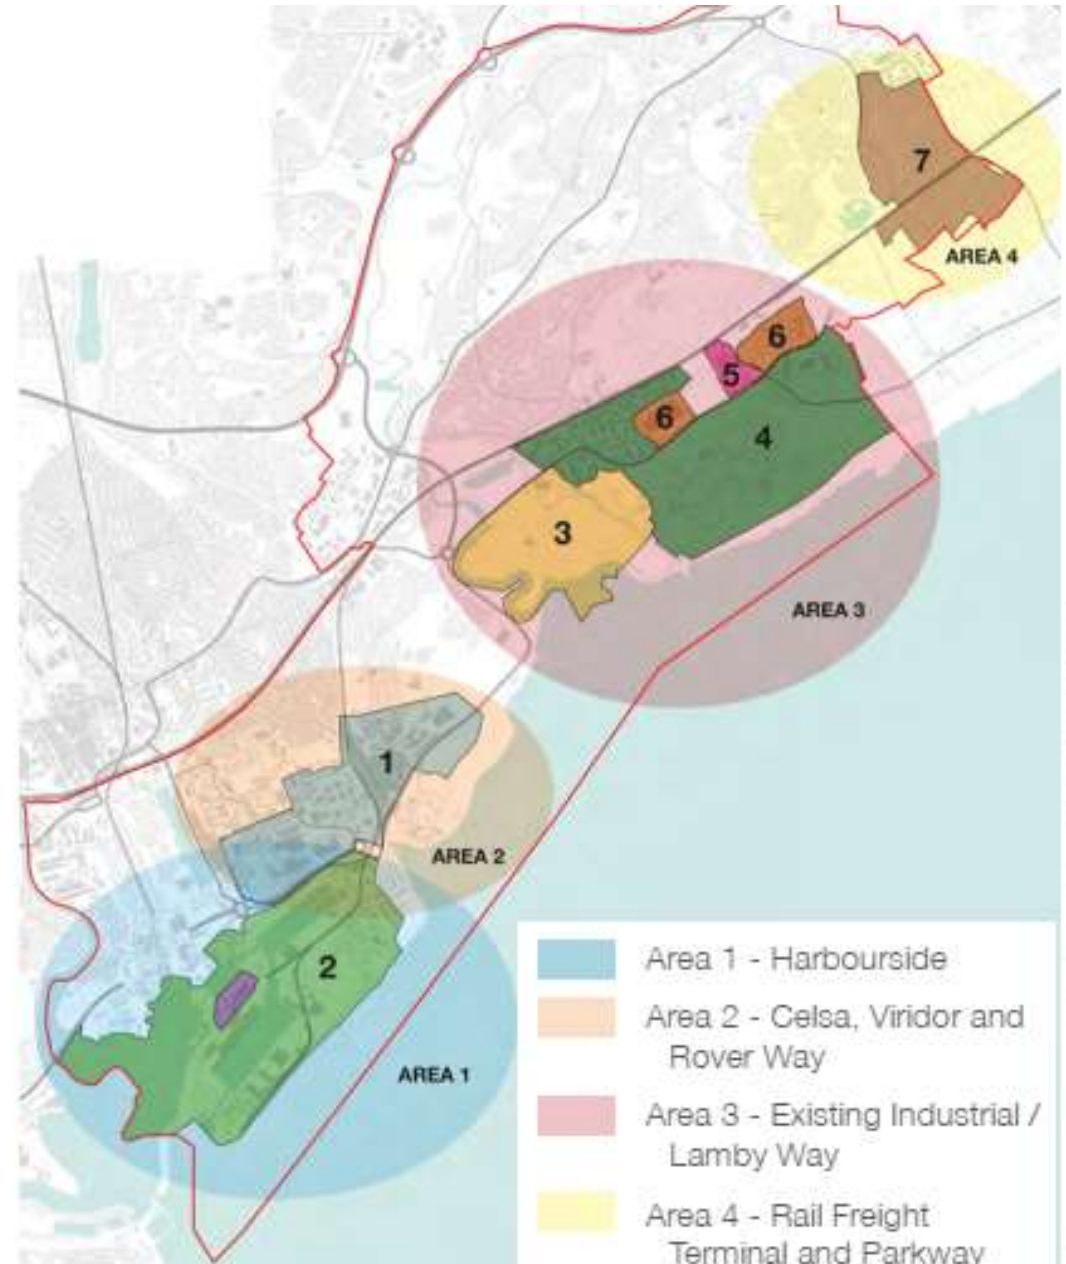 7
AREA 4
6
5
6
4
3
AREA 3
1
AREA 2
2
AREA 1
Area 1 - Harbourside
Area 2 - Celsa, Viridor and
Rover Way
Area 3 - Existing Industrial /
Lamby Way
Area 4 - Rail Freight
Terminal and Parkway